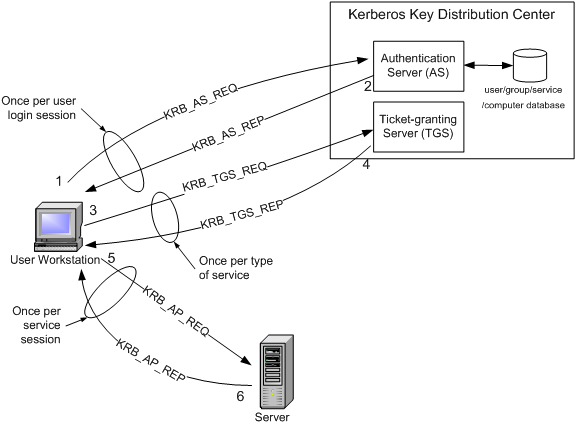 Kerberos Key Distribution Center
Authentication
Server (AS)
user/group/service
/computer database
2
Ticket-granting
Server (TGS)
4
Once per user
login session
KRB_AS_REQ
KRB_AS_REP
1
KRB_TGS_REQ
3
KRB_TGS_REP
User Workstation
5
Once per type
of service
Once per
service
session
KRB_AP_REQ
KRB_AP_REP
6
Server